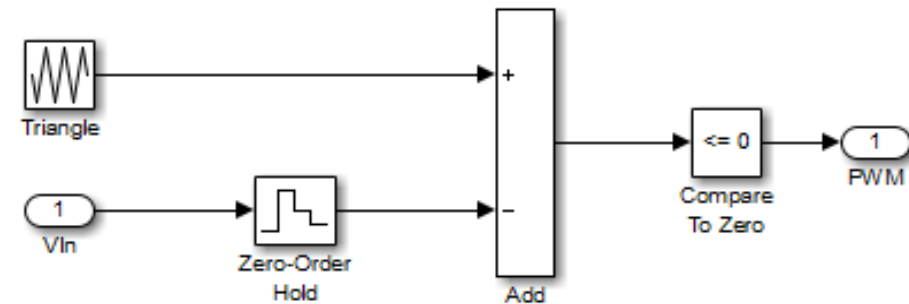 Triangle
+
1
VIn
Zero-Order
Hold
−
Add
<= 0
Compare
To Zero
1
PWM